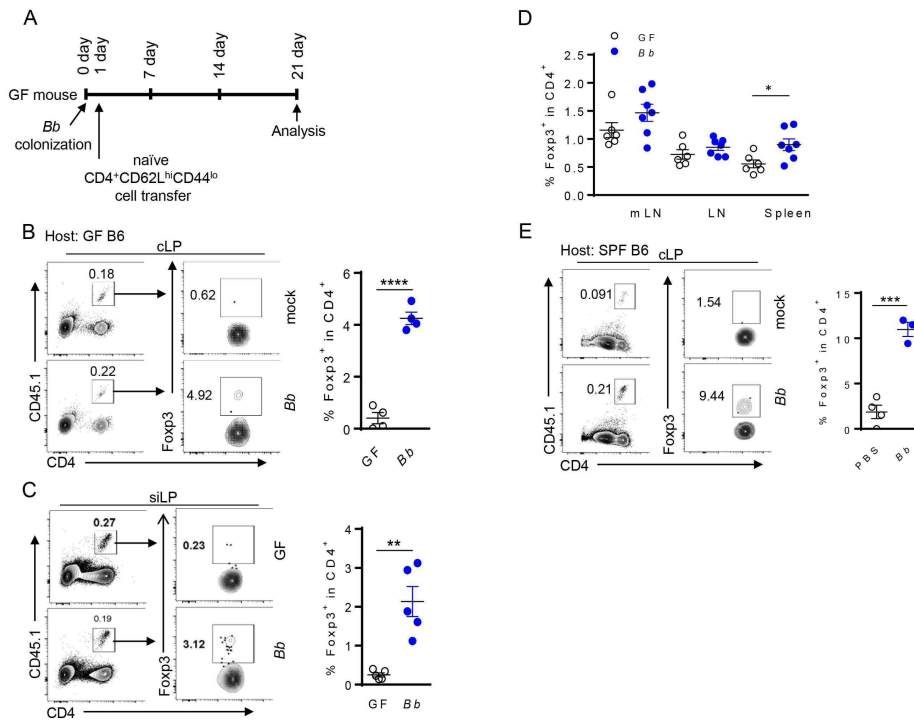 A
0 day
1 day
7 day
14 day
21 day
GF mouse
Bb
colonization
naïve
CD4+CD62LhiCD44lo
cell transfer
Analysis
B
Host: GF B6
cLP
CD45.1
0.18
0.22
CD4
Foxp3
0.62
4.92
mock
Bb
% Foxp3+ in CD4+
6
4
2
0
****
GF
Bb
C
siLP
CD45.1
0.27
0.19
CD4
Foxp3
0.23
3.12
GF
Bb
% Foxp3+ in CD4+
4
3
2
1
0
**
GF
Bb
D
GF
Bb
% Foxp3+ in CD4+
2.5
2.0
1.5
1.0
0.5
0.0
*
mLN
LN
Spleen
E
Host: SPF B6
cLP
CD45.1
0.091
0.21
CD4
Foxp3
1.54
9.44
mock
Bb
% Foxp3+ in CD4+
15
10
5
0
***
PBS
Bb